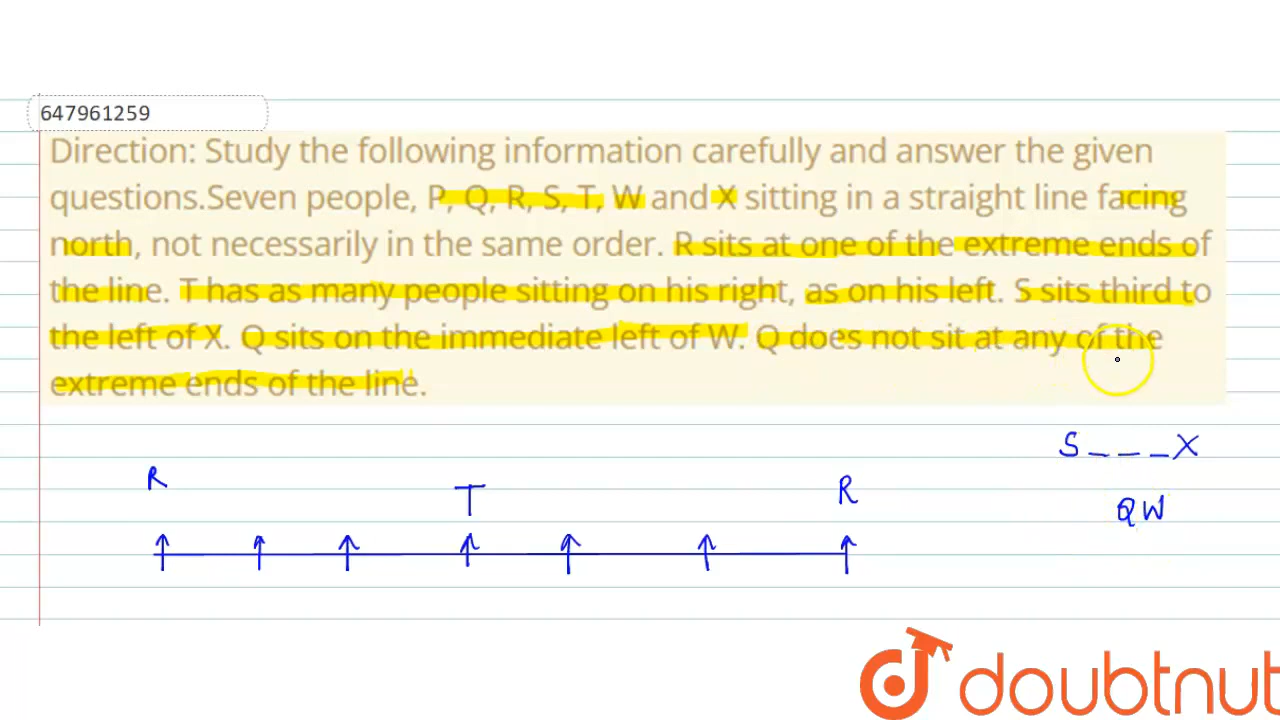 647961259
Direction: Study the following information carefully and answer the given
questions.Seven people, P, Q, R, S, T, W and X sitting in a straight line facing
north, not necessarily in the same order. R sits at one of the extreme ends of
the line. T has as many people sitting on his right, as on his left. S sits third to
the left of X. Q sits on the immediate left of W. Q does not sit at any of the
extreme ends of the line.
S _ _ _ X
R T R
QW
doubtnut